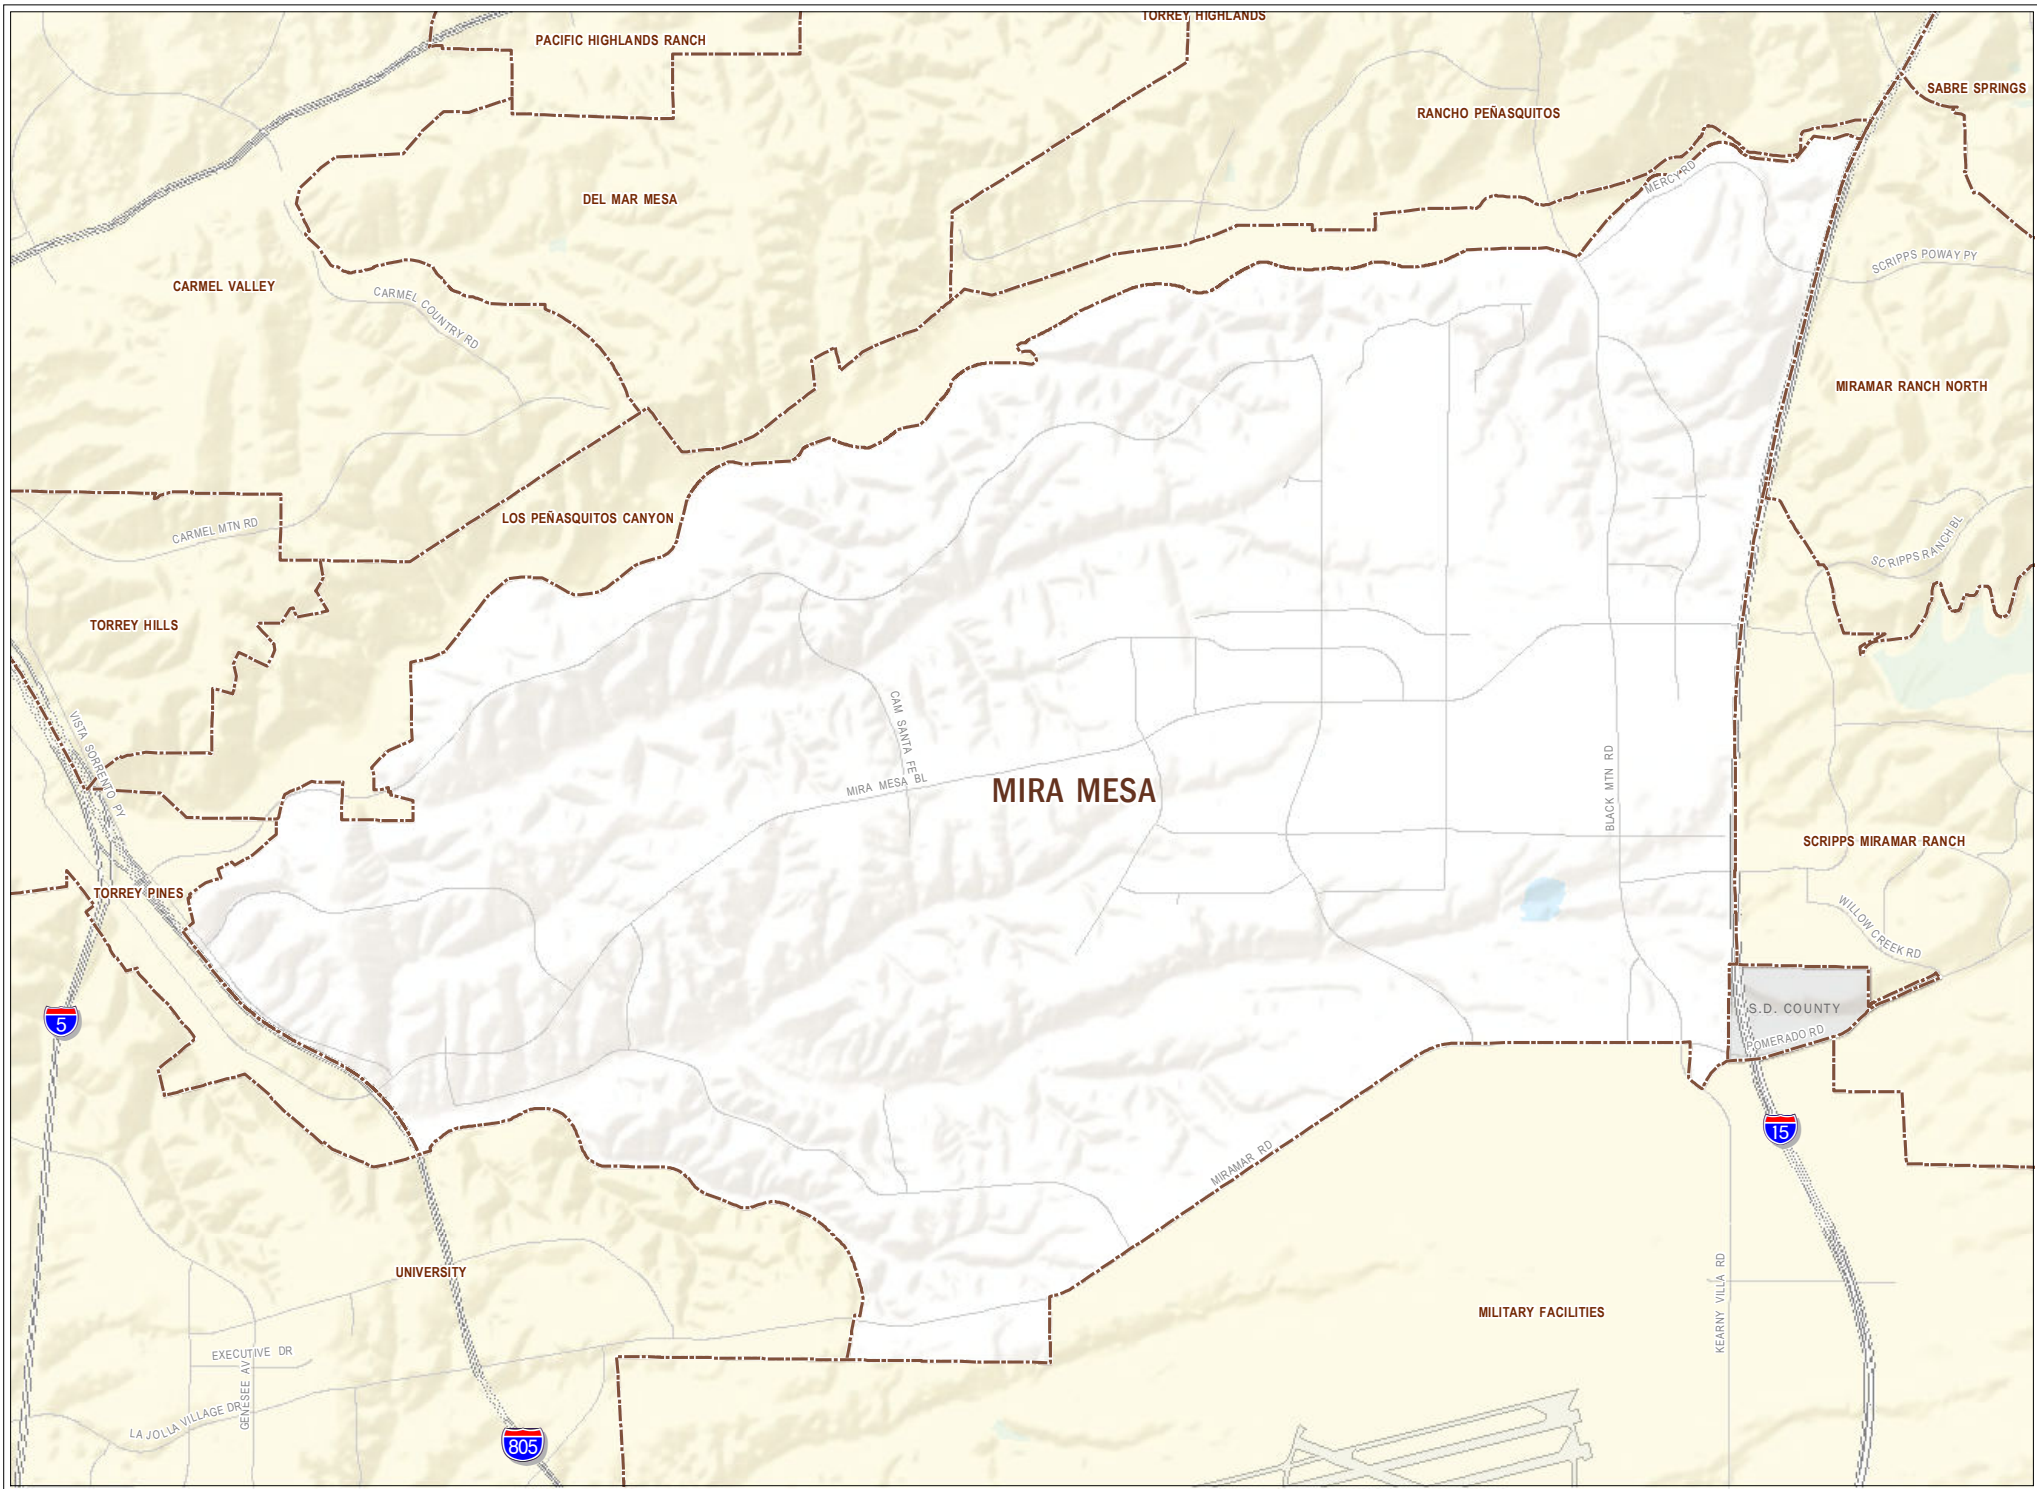 TORREY HIGHLANDS
PACIFIC HIGHLANDS RANCH
SABRE SPRINGS
RANCHO PEÑASQUITOS
MERCY RD
DEL MAR MESA
SCRIPPS POWAY PY
CARMEL VALLEY
CARMEL COUNTRY RD
MIRAMAR RANCH NORTH
LOS PEÑASQUITOS CANYON
CARMEL MTN RD
SCRIPPS RANCH BL
TORREY HILLS
VISTA SORRENTO PY
CAM SANTA FE
MIRA MESA BL
MIRA MESA
BLACK MTN RD
SCRIPPS MIRAMAR RANCH
TORREY PINES
WILLOW CREEK RD
S.D. COUNTY
5
POMERADO RD
15
MIRAMAR RD
UNIVERSITY
MILITARY FACILITIES
KEARNY VILLA RD
EXECUTIVE DR
GENESEE AV
LA JOLLA VILLAGE DR
805